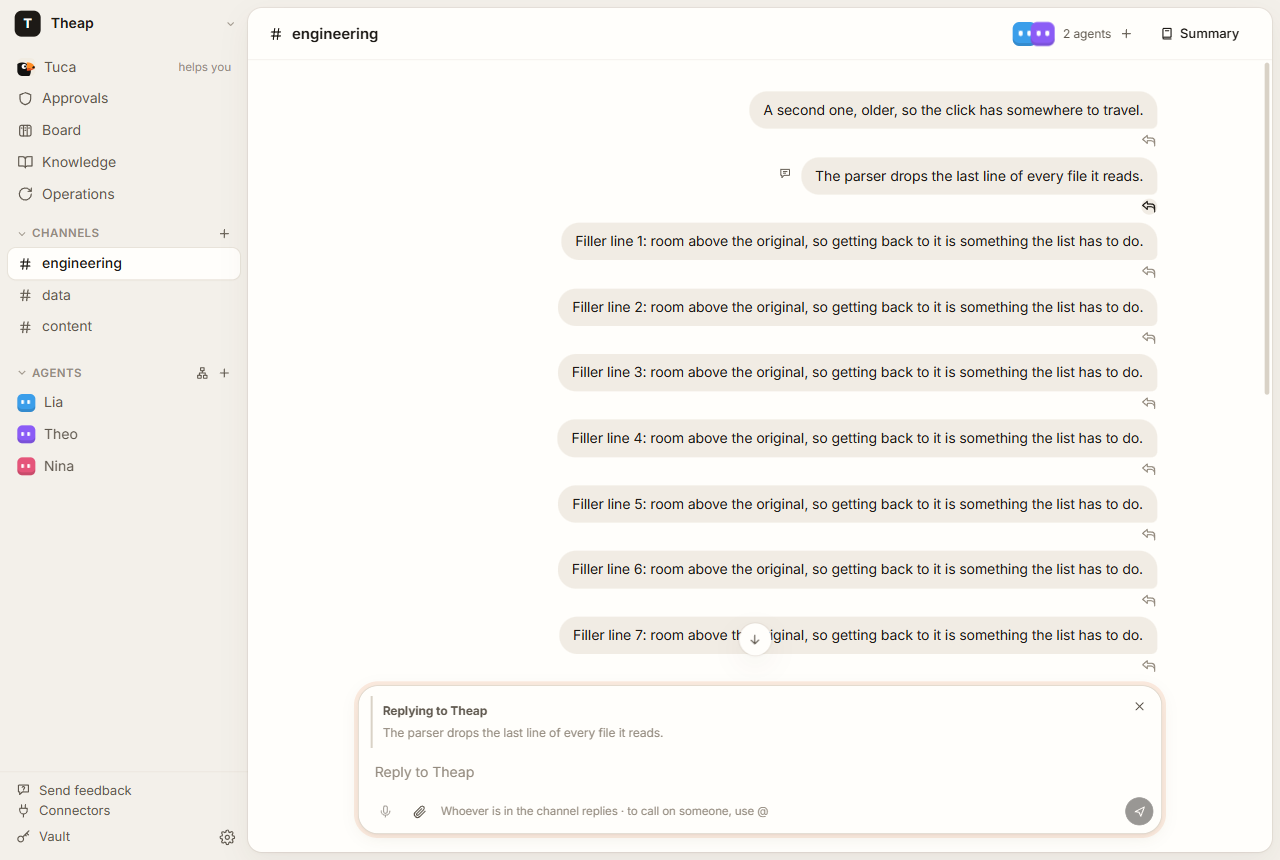 T Theap
Tuca helps you
Approvals
Board
Knowledge
Operations
CHANNELS
# engineering
# data
# content
AGENTS
Lia
Theo
Nina
Send feedback
Connectors
Vault
# engineering
2 agents
Summary
A second one, older, so the click has somewhere to travel.
The parser drops the last line of every file it reads.
Filler line 1: room above the original, so getting back to it is something the list has to do.
Filler line 2: room above the original, so getting back to it is something the list has to do.
Filler line 3: room above the original, so getting back to it is something the list has to do.
Filler line 4: room above the original, so getting back to it is something the list has to do.
Filler line 5: room above the original, so getting back to it is something the list has to do.
Filler line 6: room above the original, so getting back to it is something the list has to do.
Filler line 7: room above so getting back to it is something the list has to do.
Replying to Theap
The parser drops the last line of every file it reads.
Reply to Theap
Whoever is in the channel replies · to call on someone, use @